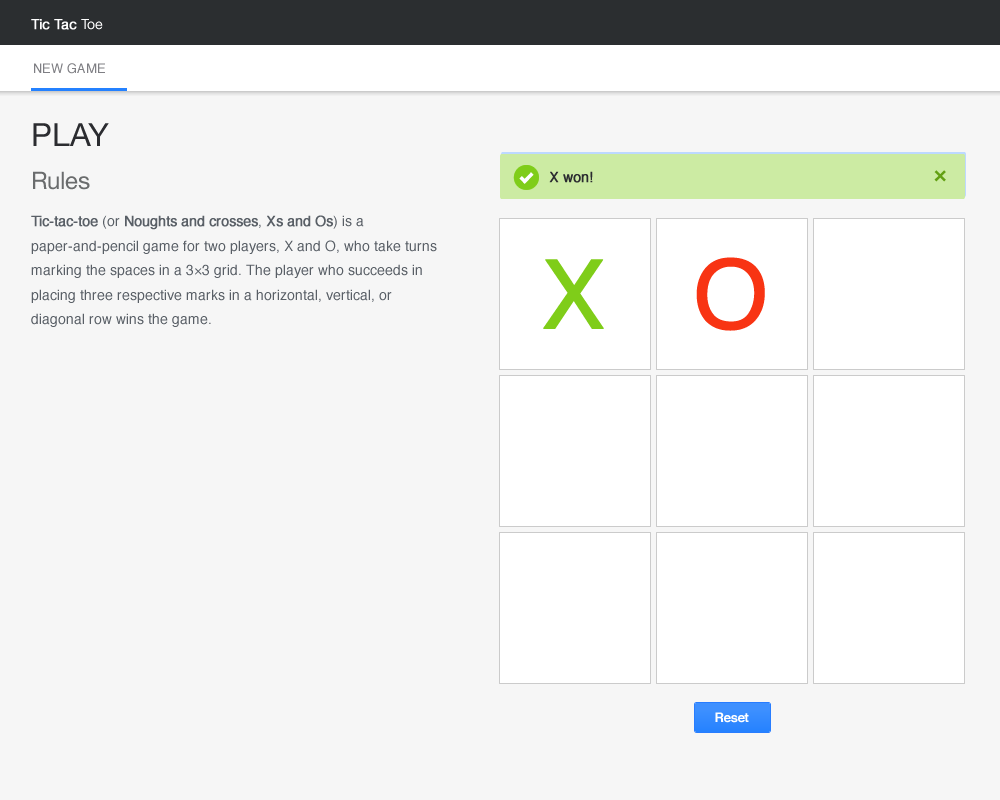 Tic Tac Toe
NEW GAME
PLAY
Rules
Tic-tac-toe (or Noughts and crosses, Xs and Os) is a
paper-and-pencil game for two players, X and O, who take turns
marking the spaces in a 3×3 grid. The player who succeeds in
placing three respective marks in a horizontal, vertical, or
diagonal row wins the game.
X won!
X O
Reset